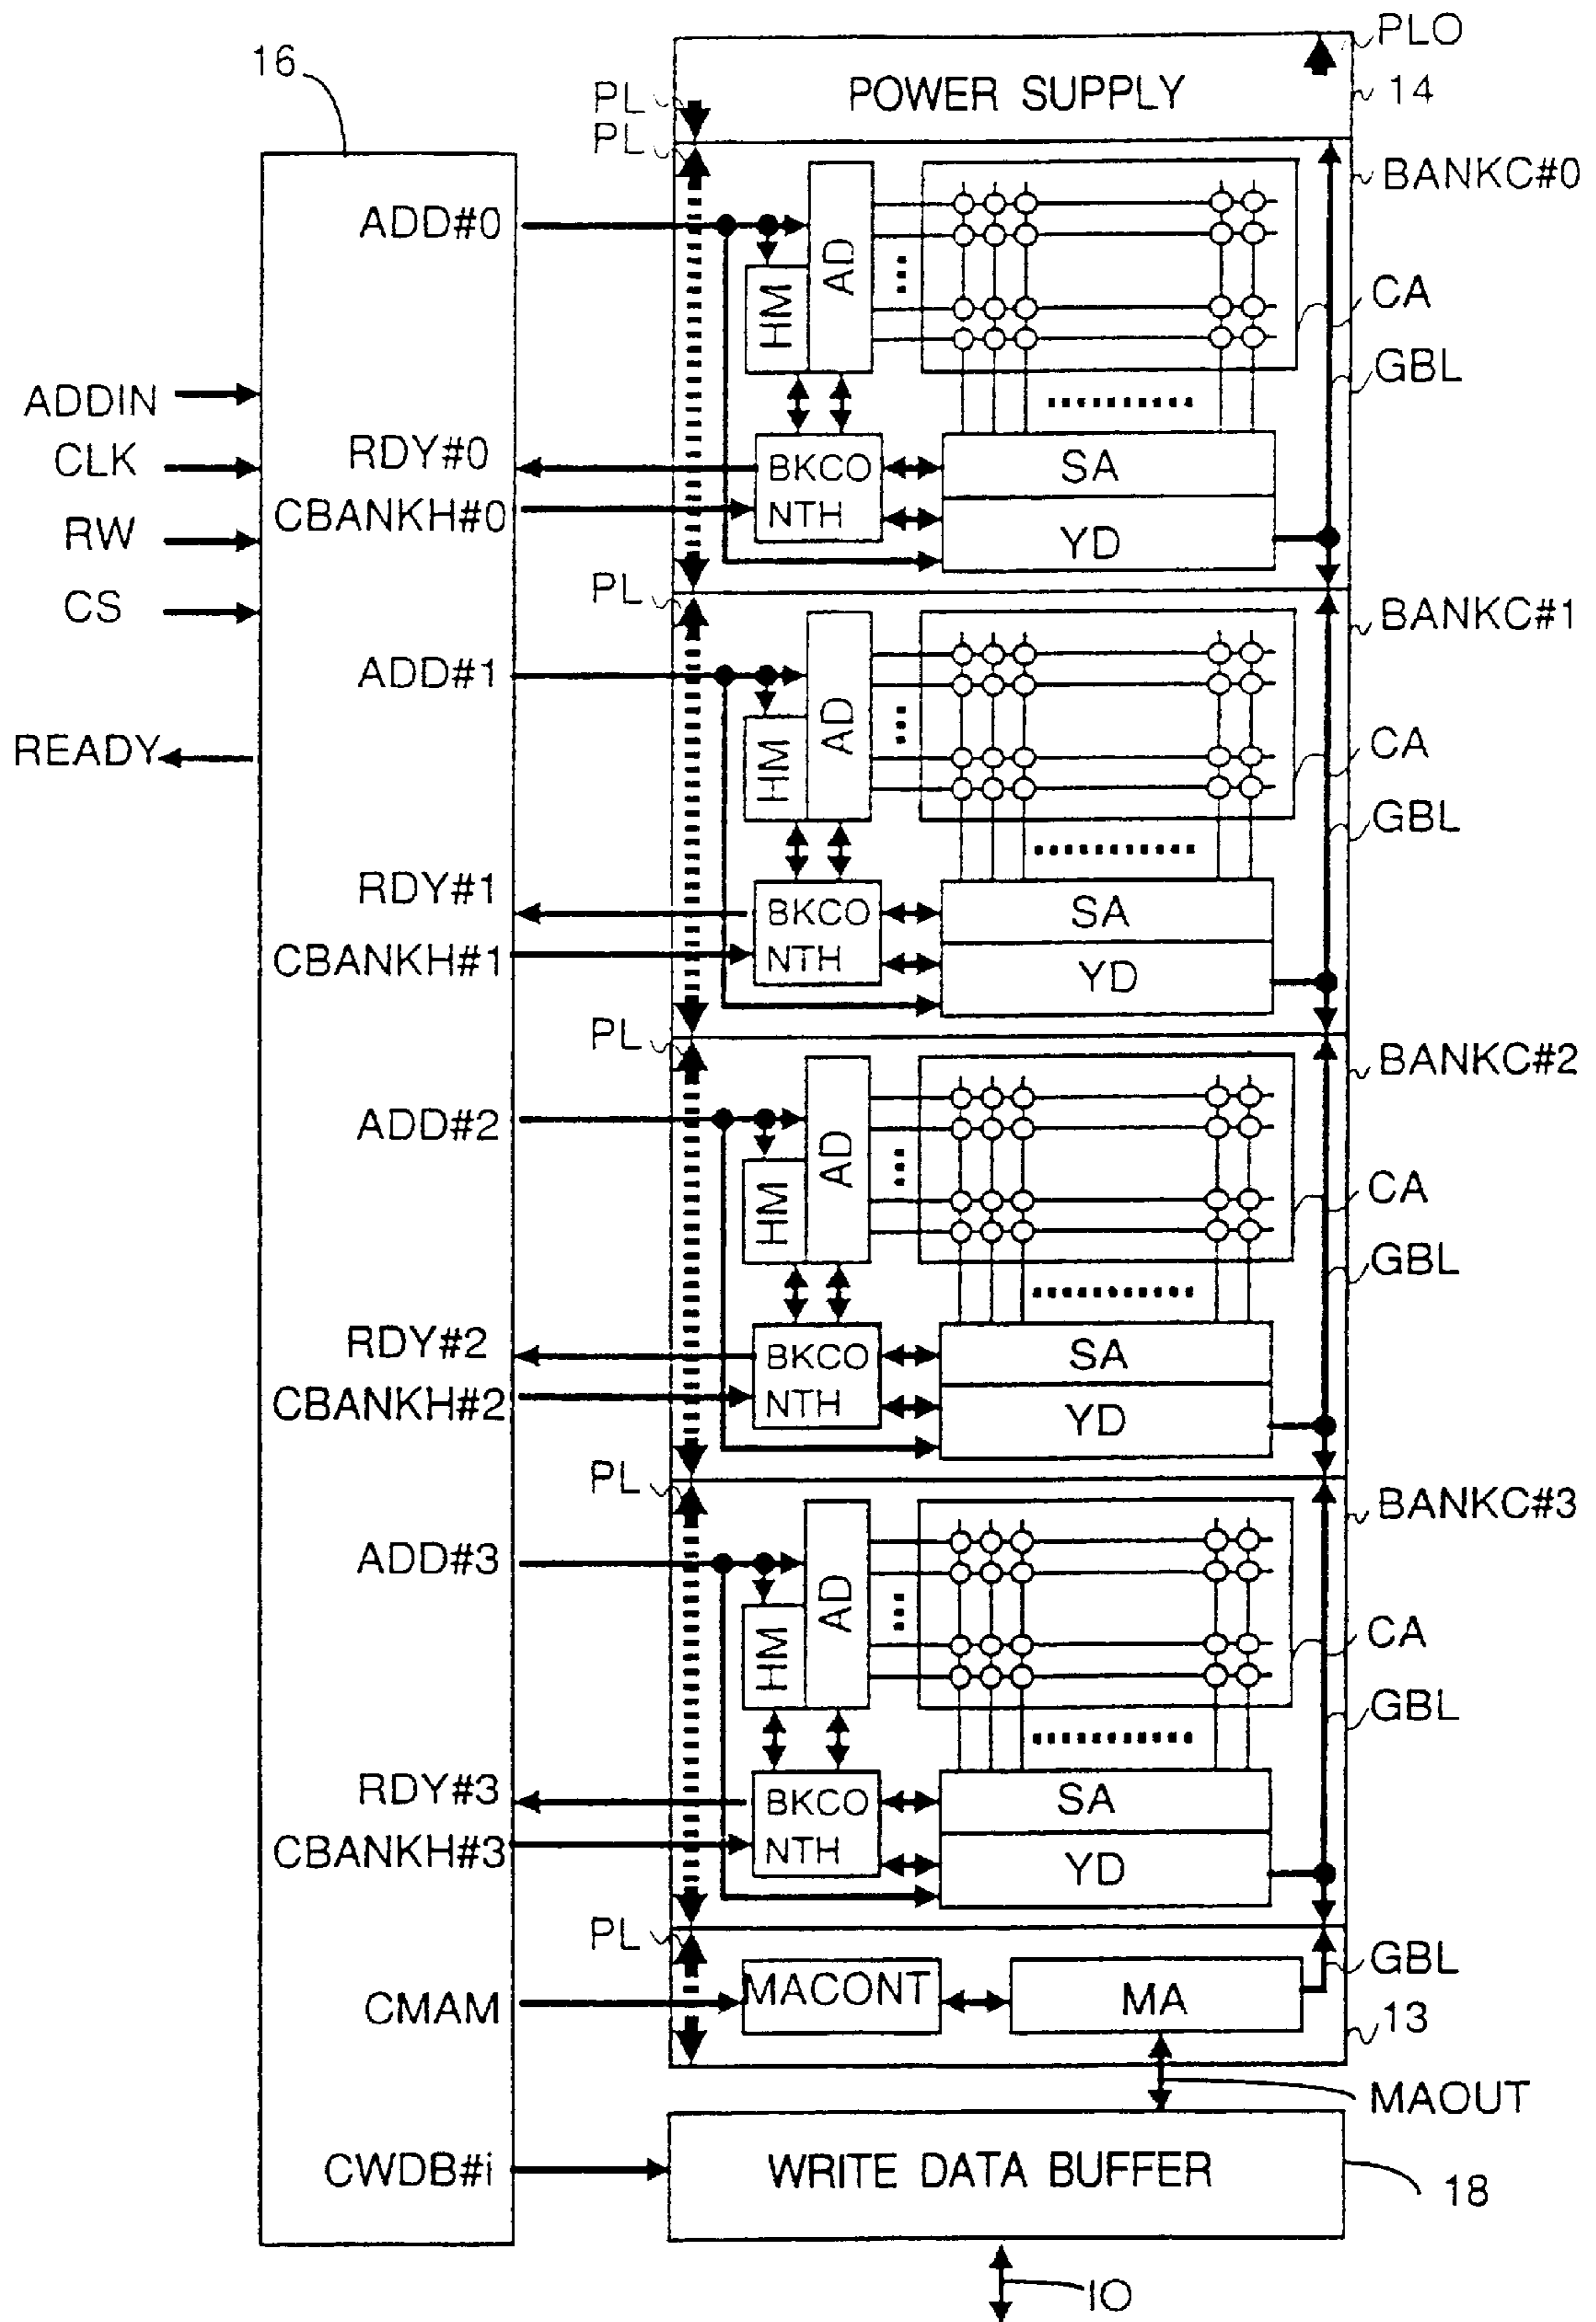 PLO
16
PL
POWER SUPPLY
14
PL
BANKC#0
ADD#0
AD
HM
CA
GBL
ADDIN
CLK
RDY#0
BKCO
NTH
SA
CBANKH#0
RW
YD
CS
PL
BANKC#1
ADD#1
AD
HM
CA
READY
GBL
RDY#1
BKCO
NTH
SA
CBANKH#1
YD
PL
BANKC#2
ADD#2
AD
HM
CA
GBL
RDY#2
BKCO
NTH
SA
CBANKH#2
YD
PL
BANKC#3
ADD#3
AD
HM
CA
GBL
RDY#3
BKCO
NTH
SA
CBANKH#3
YD
PL
GBL
CMAM
MACONT
MA
13
MAOUT
CWDB#i
WRITE DATA BUFFER
18
IO